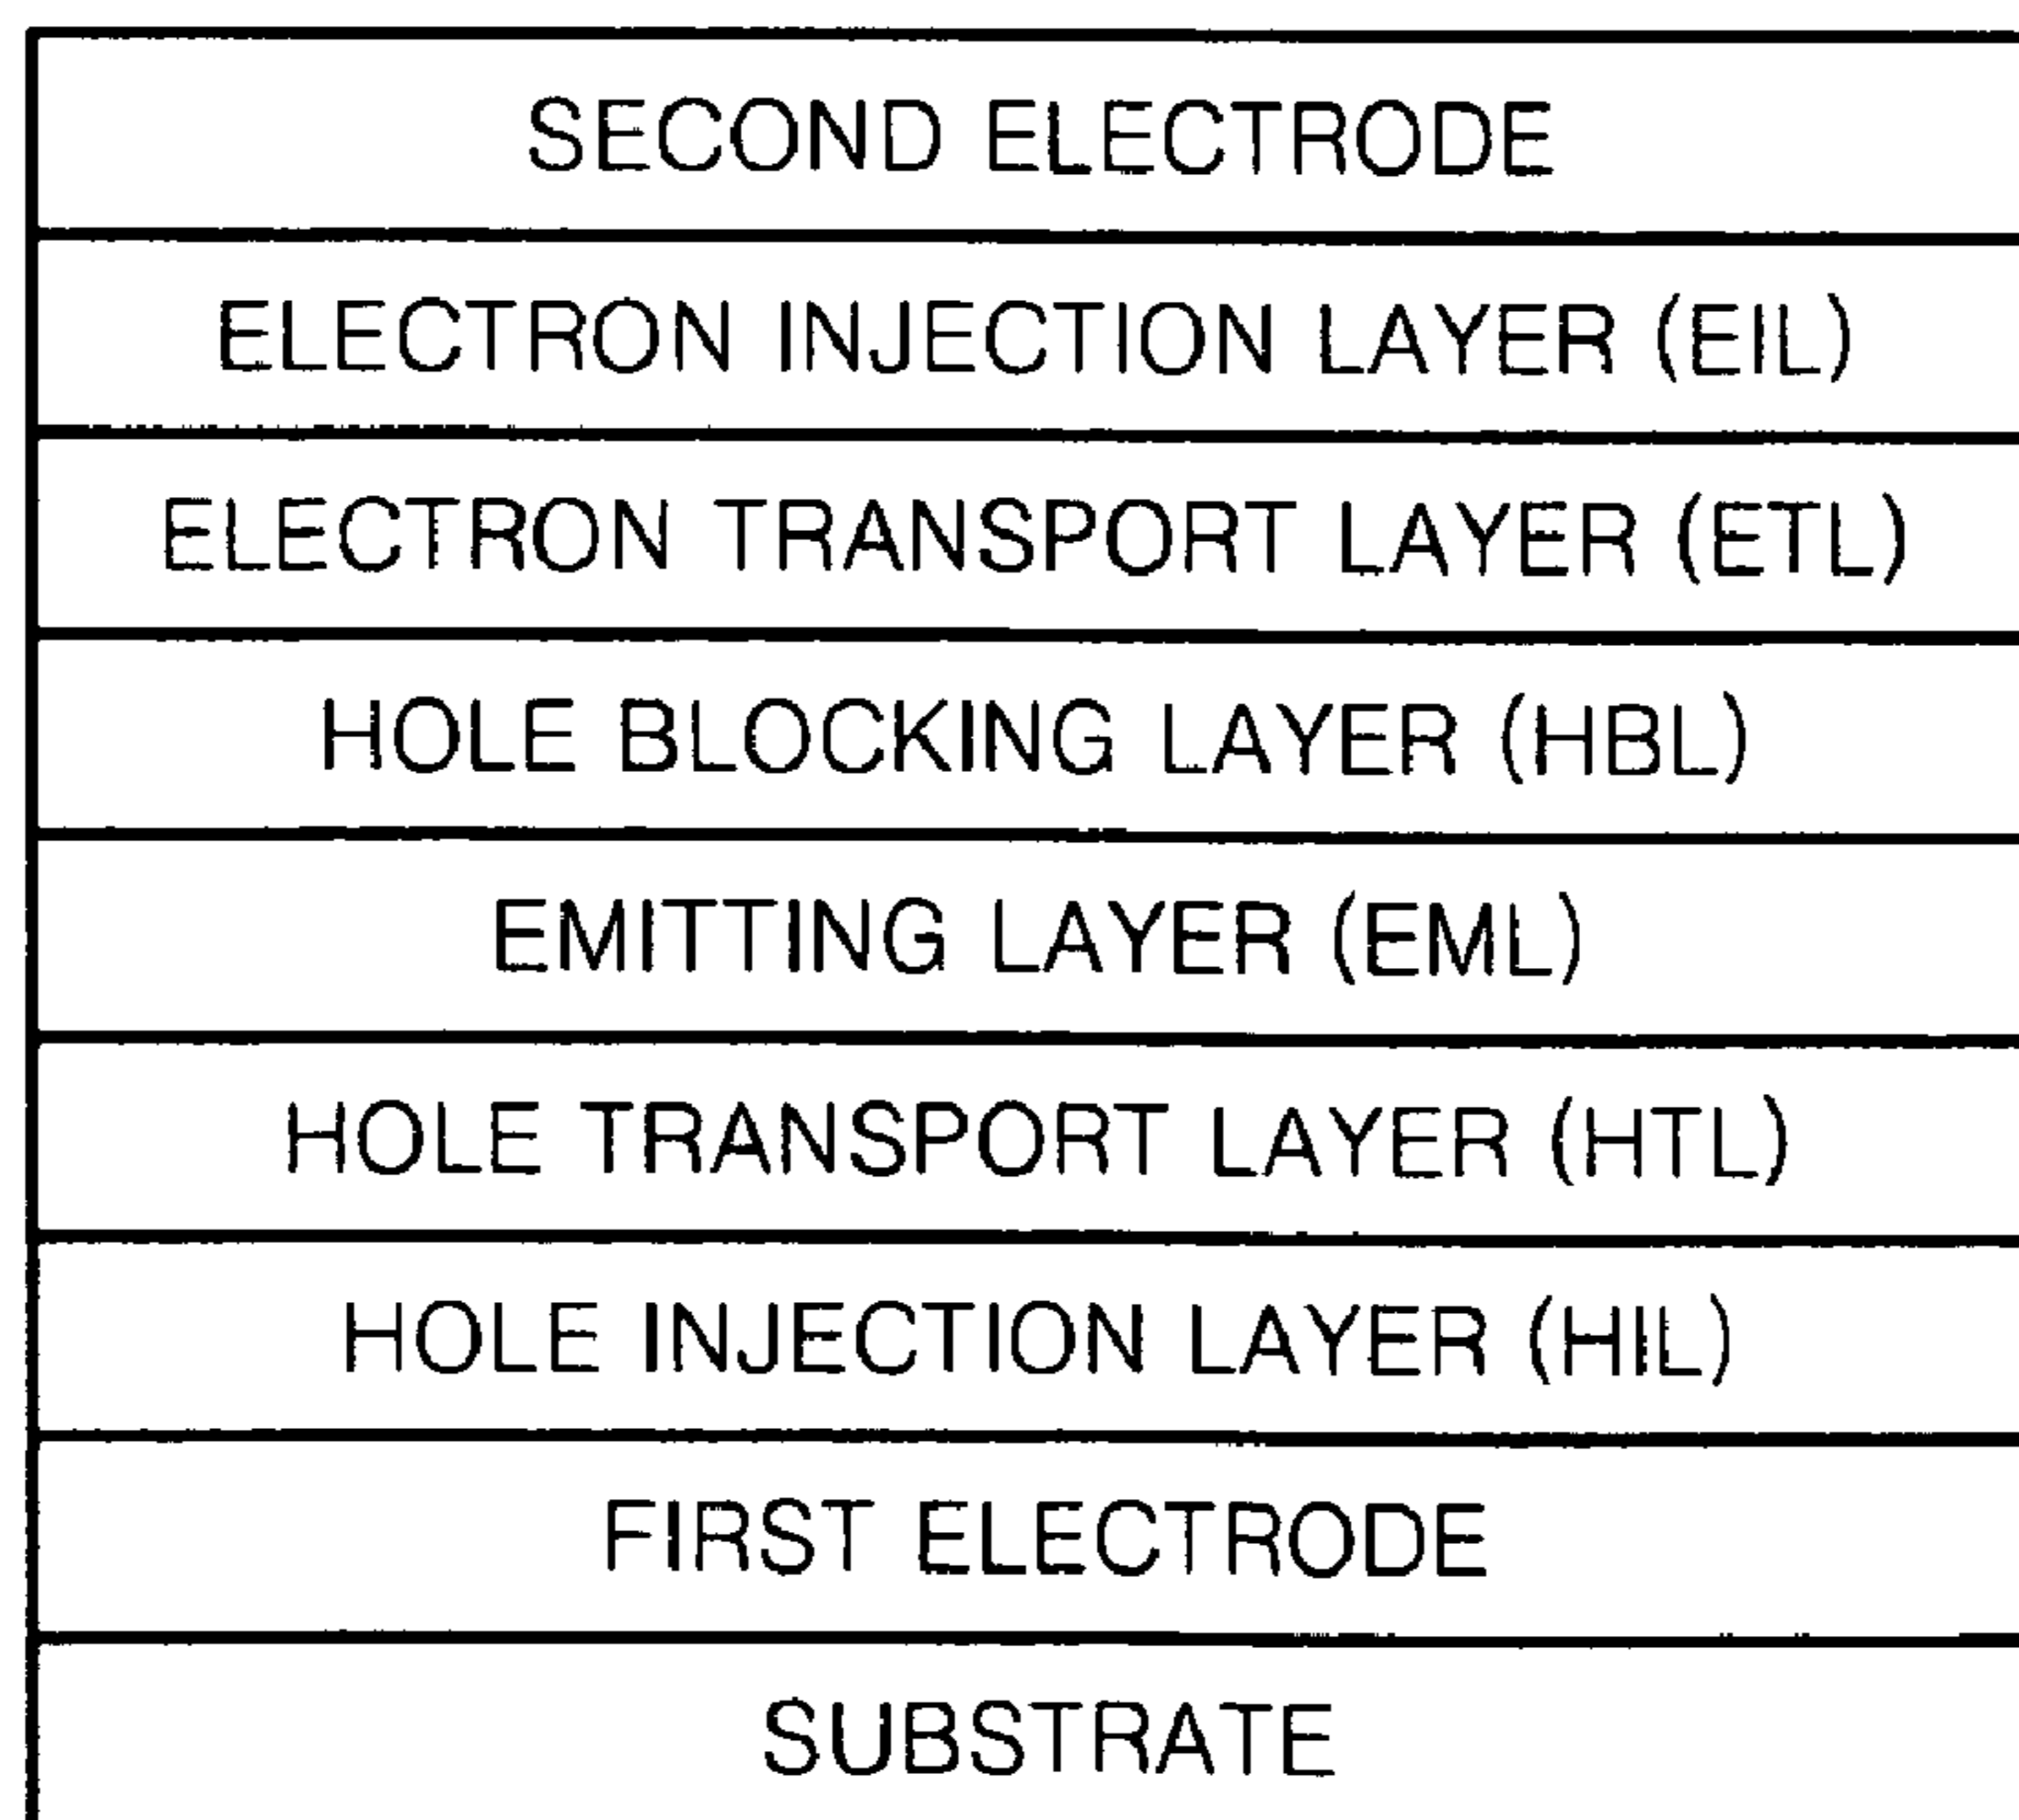 SECOND ELECTRODE
ELECTRON INJECTION LAYER (EIL)
ELECTRON TRANSPORT LAYER (ETL)
HOLE BLOCKING LAYER (HBL)
EMITTING LAYER (EML)
HOLE TRANSPORT LAYER (HTL)
HOLE INJECTION LAYER (HIL)
FIRST ELECTRODE
SUBSTRATE